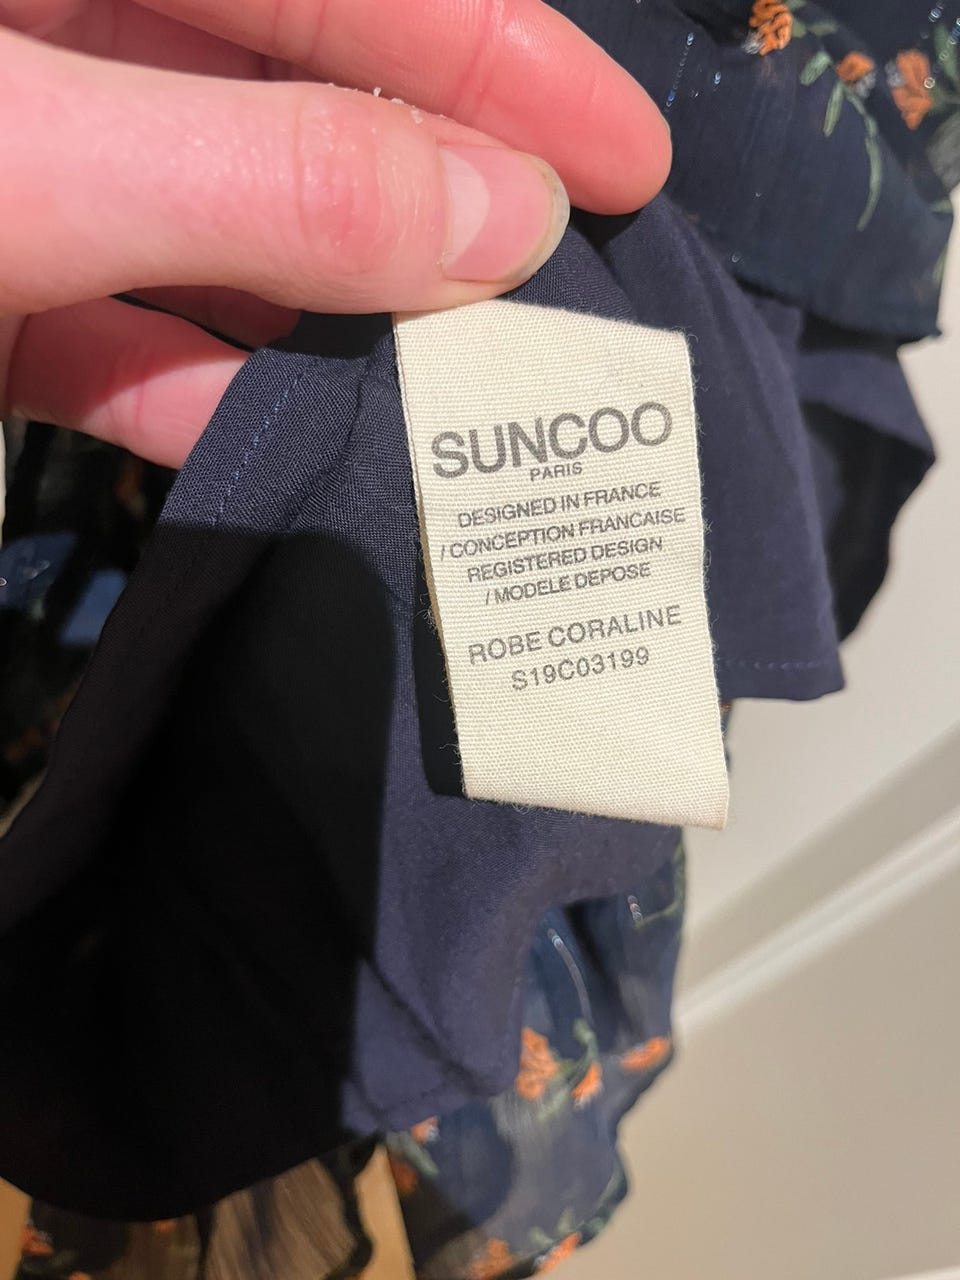 SUNCOO
PARIS
DESIGNED IN FRANCE
/ CONCEPTION FRANCAISE
REGISTERED DESIGN
/ MODELE DEPOSE
ROBE CORALINE
S19C03199